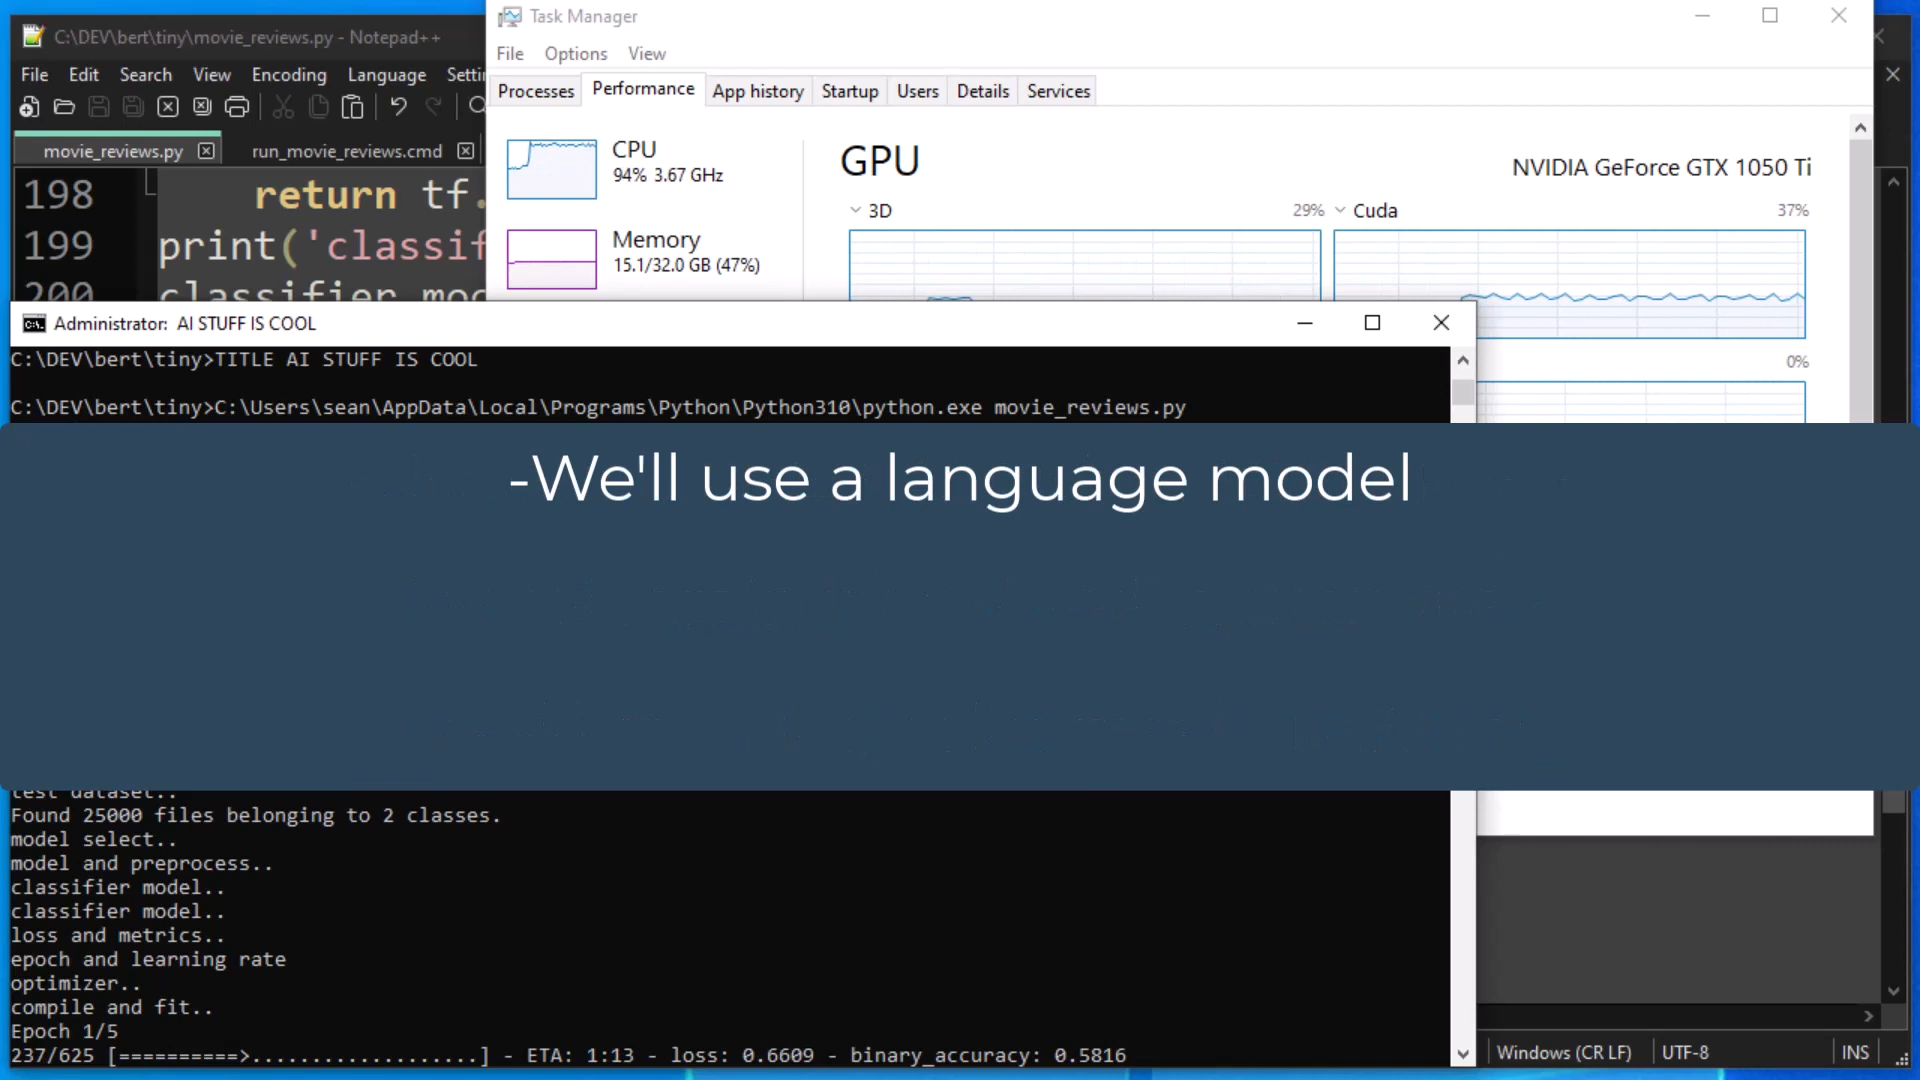 C:\DEV\bert\tiny\movie_reviews.py - Notepad++
File Edit Search View Encoding Language
movie_reviews.py run_movie_reviews.cmd
198 return tf.
199 print('classif
200 classifier_mod
Task Manager
File Options View
Processes Performance App history Startup Users Details Services
CPU
94% 3.67 GHz
Memory
15.1/32.0 GB (47%)
GPU NVIDIA GeForce GTX 1050 Ti
3D 29% Cuda 37%
0%
Administrator: AI STUFF IS COOL
C:\DEV\bert\tiny>TITLE AI STUFF IS COOL
C:\DEV\bert\tiny>C:\Users\sean\AppData\Local\Programs\Python\Python310\python.exe movie_reviews.py
-We'll use a language model
test dataset..
Found 25000 files belonging to 2 classes.
model select..
model and preprocess..
classifier model..
classifier model..
loss and metrics..
epoch and learning rate
optimizer..
compile and fit..
Epoch 1/5
237/625 [==========>...................] - ETA: 1:13 - loss: 0.6609 - binary_accuracy: 0.5816
Windows (CR LF) UTF-8 INS